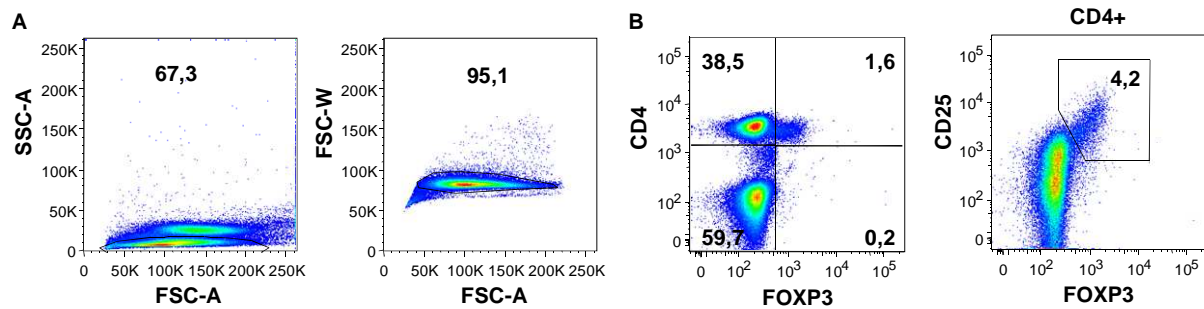 A
SSC-A
250K
200K
150K
100K
50K
0
67,3
0 50K 100K 150K 200K 250K
FSC-A
FSC-W
250K
200K
150K
100K
50K
0
95,1
0 50K 100K 150K 200K 250K
FSC-A
B
CD4
10⁵
10⁴
10³
10²
0
38,5 1,6
59,7 0,2
0 10² 10³ 10⁴ 10⁵
FOXP3
CD4+
CD25
10⁵
10⁴
10³
10²
0
4,2
0 10² 10³ 10⁴ 10⁵
FOXP3